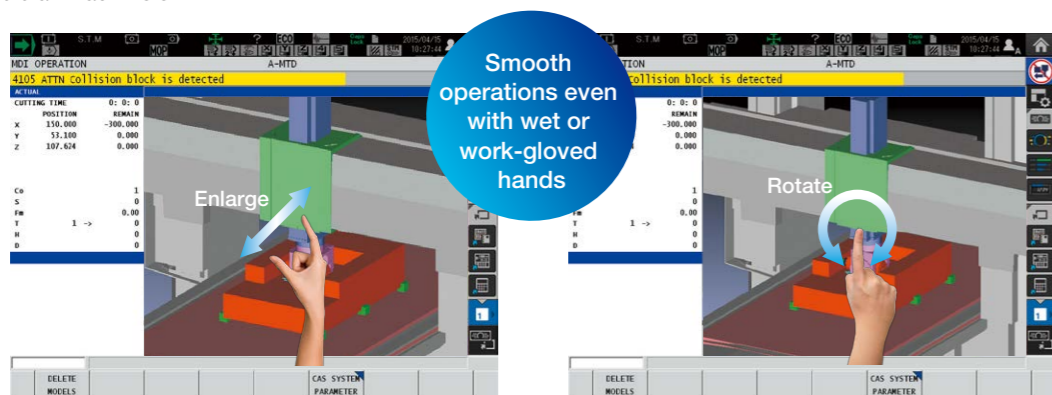 S.T.M
?
ECO
2015/04/15
MOP
10:27:44
MDI OPERATION
A-MTD
4105 ATTN Collision block is detected
ACTUAL
CUTTING TIME 0: 0: 0
POSITION REMAIN
X 150.000 -300.000
Y 53.100 0.000
Z 107.624 0.000
Co 1
S 0
Fm 0.00
T 1 -> 0
H 0
D 0
Enlarge
1
DELETE
MODELS
CAS SYSTEM
PARAMETER
Smooth
operations even
with wet or
work-gloved
hands
S.T.M
?
ECO
2015/04/15
MOP
10:27:44
A
TION
A-MTD
ollision block is detected
0: 0: 0
REMAIN
-300.000
0.000
0.000
1
0
0.00
T 1 -> 0
H 0
D 0
Rotate
1
DELETE
MODELS
CAS SYSTEM
PARAMETER